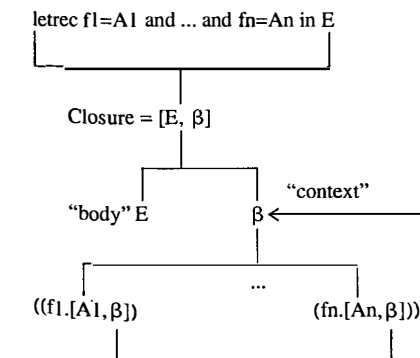 letrec f1=A1 and ... and fn=An in E
Closure = [E, β]
“context”
“body” E β
...
((f1.[A1,β]) (fn.[An,β]))